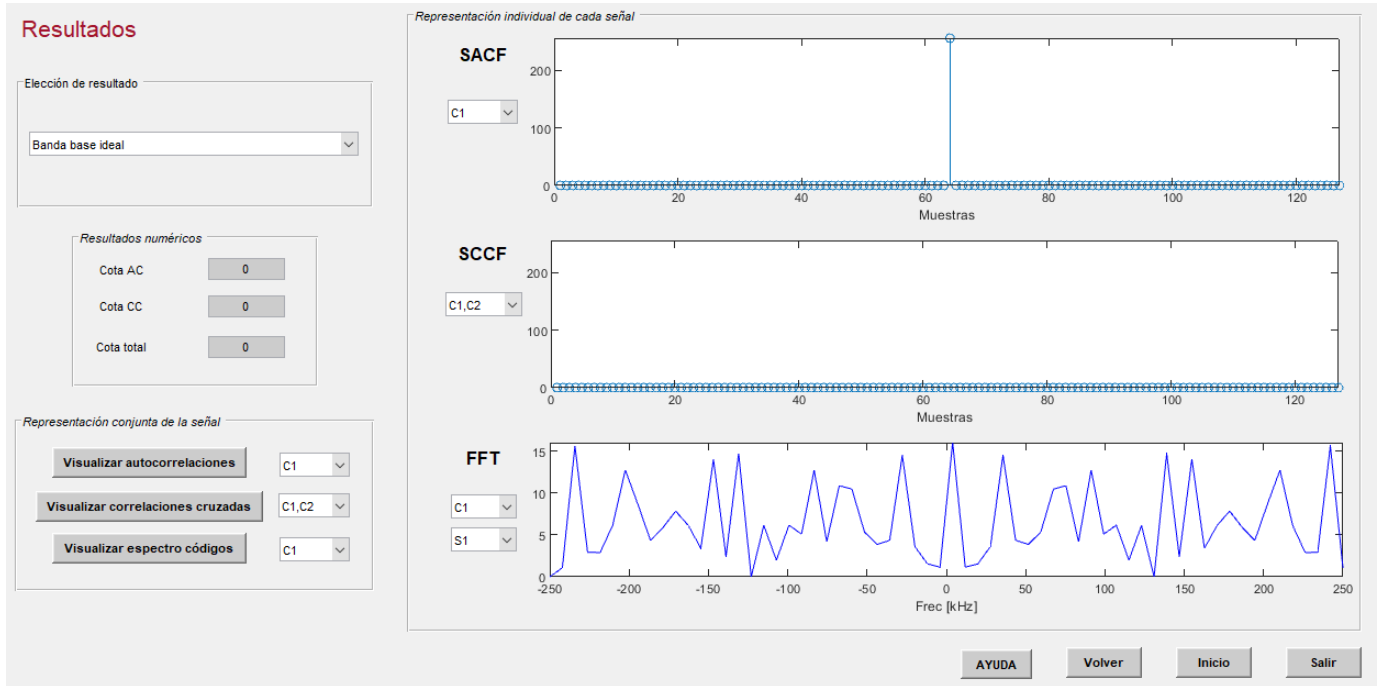 Resultados
Elección de resultado
Banda base ideal
Resultados numéricos
Cota AC 0
Cota CC 0
Cota total 0
Representación conjunta de la señal
Visualizar autocorrelaciones C1
Visualizar correlaciones cruzadas C1,C2
Visualizar espectro códigos C1
Representación individual de cada señal
SACF
C1
200
100
0
0 20 40 60 80 100 120
Muestras
SCCF
C1,C2
200
100
0
0 20 40 60 80 100 120
Muestras
FFT
C1
S1
15
10
5
0
-250 -200 -150 -100 -50 0 50 100 150 200 250
Frec [kHz]
AYUDA Volver Inicio Salir